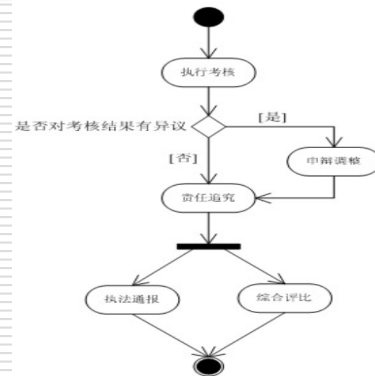 执行考核
是否对考核结果有异议
[是]
申辩调整
[否]
责任追究
执法通报
综合评比